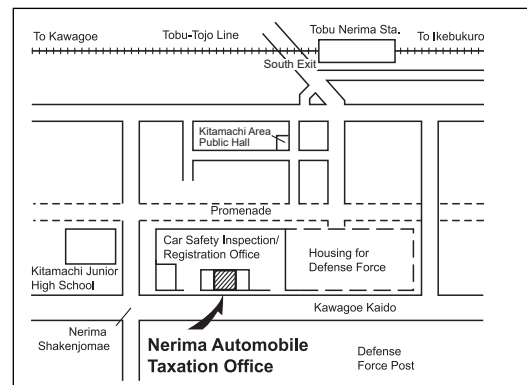 To Kawagoe
Tobu-Tojo Line
Tobu Nerima Sta.
To Ikebukuro
South Exit
Kitamachi Area
Public Hall
Promenade
Car Safety Inspection/
Registration Office
Housing for
Defense Force
Kitamachi Junior
High School
Kawagoe Kaido
Nerima
Shakenjomae
Nerima Automobile
Taxation Office
Defense
Force Post